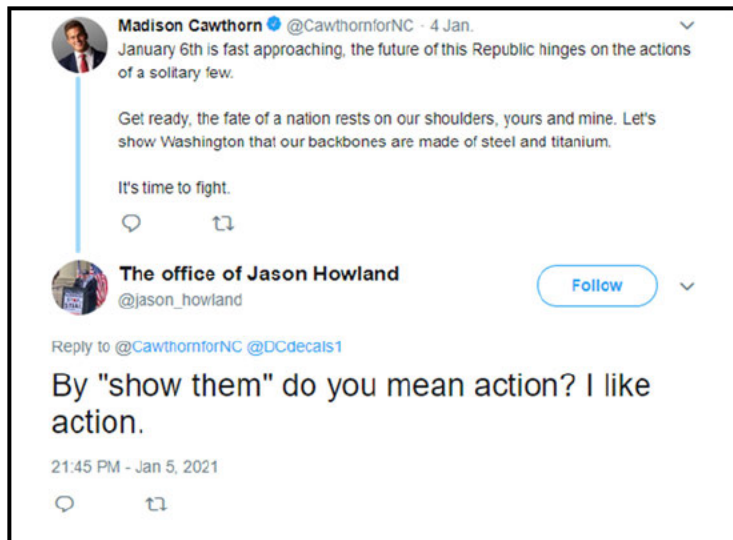 Madison Cawthorn @CawthornforNC · 4 Jan.
January 6th is fast approaching, the future of this Republic hinges on the actions
of a solitary few.
Get ready, the fate of a nation rests on our shoulders, yours and mine. Let's
show Washington that our backbones are made of steel and titanium.
It's time to fight.
The office of Jason Howland
Follow
@jason_howland
Reply to @CawthornforNC @DCdecals1
By "show them" do you mean action? I like
action.
21:45 PM - Jan 5, 2021